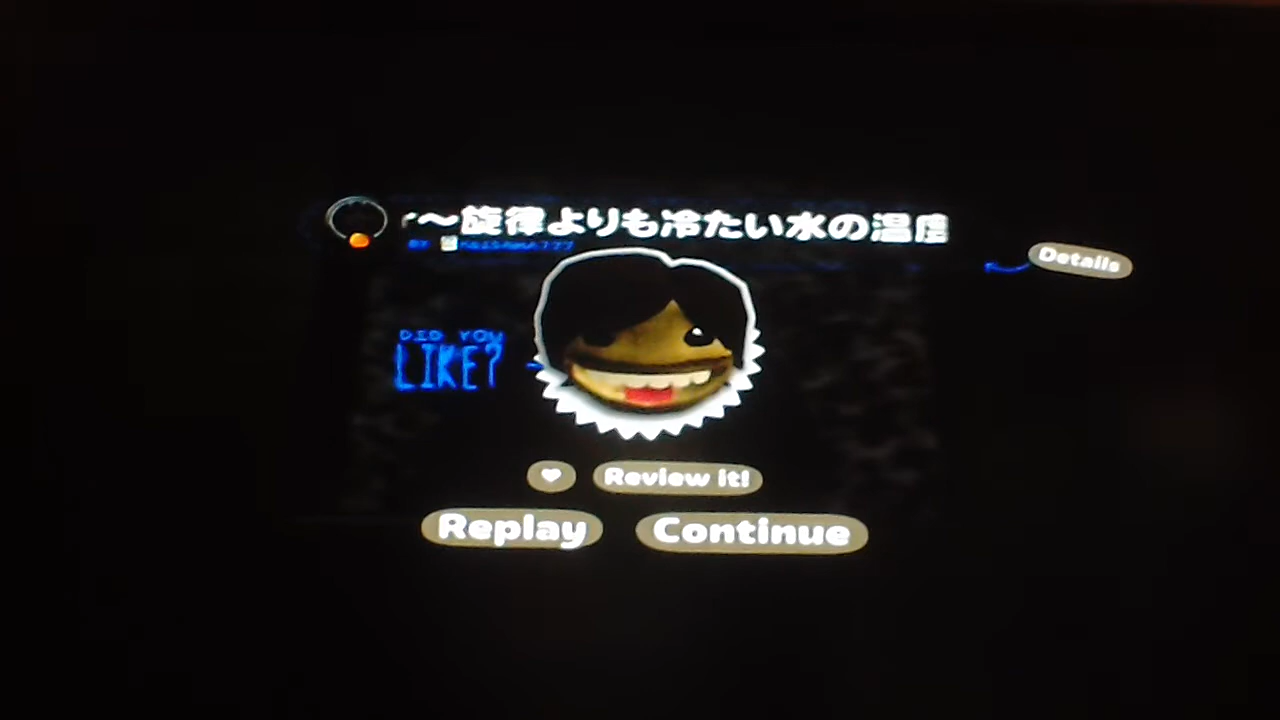 ～旋律よりも冷たい水の温度
BY
Details
DID YOU
LIKE?
Review it!
Replay
Continue